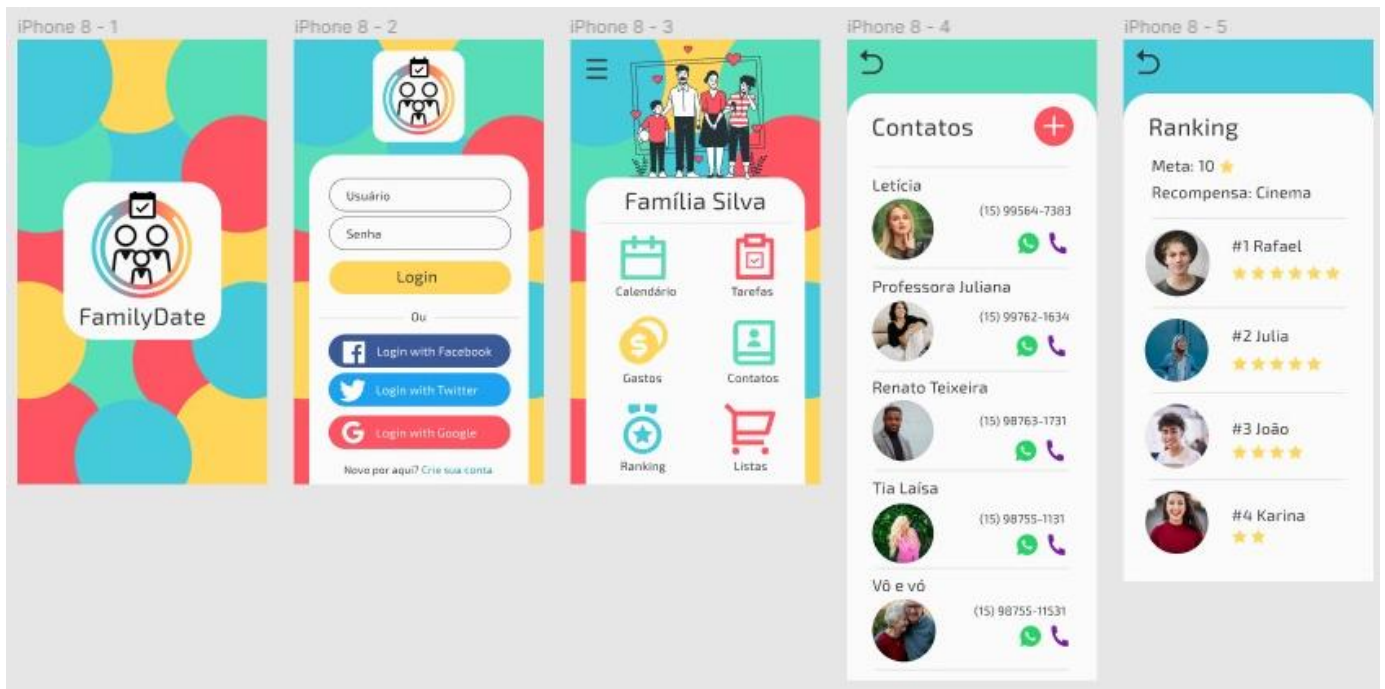 iPhone 8 - 1
FamilyDate
iPhone 8 - 2
Usuário
Senha
Login
Ou
Login with Facebook
Login with Twitter
Login with Google
Novo por aqui? Crie sua conta
iPhone 8 - 3
Família Silva
Calendário
Tarefas
Gastos
Contatos
Ranking
Listas
iPhone 8 - 4
Contatos
Letícia
(15) 99564-7383
Professora Juliana
(15) 99762-1634
Renato Teixeira
(15) 98763-1731
Tia Laísa
(15) 98755-1131
Vô e vó
(15) 98755-11531
iPhone 8 - 5
Ranking
Meta: 10
Recompensa: Cinema
#1 Rafael
#2 Julia
#3 João
#4 Karina